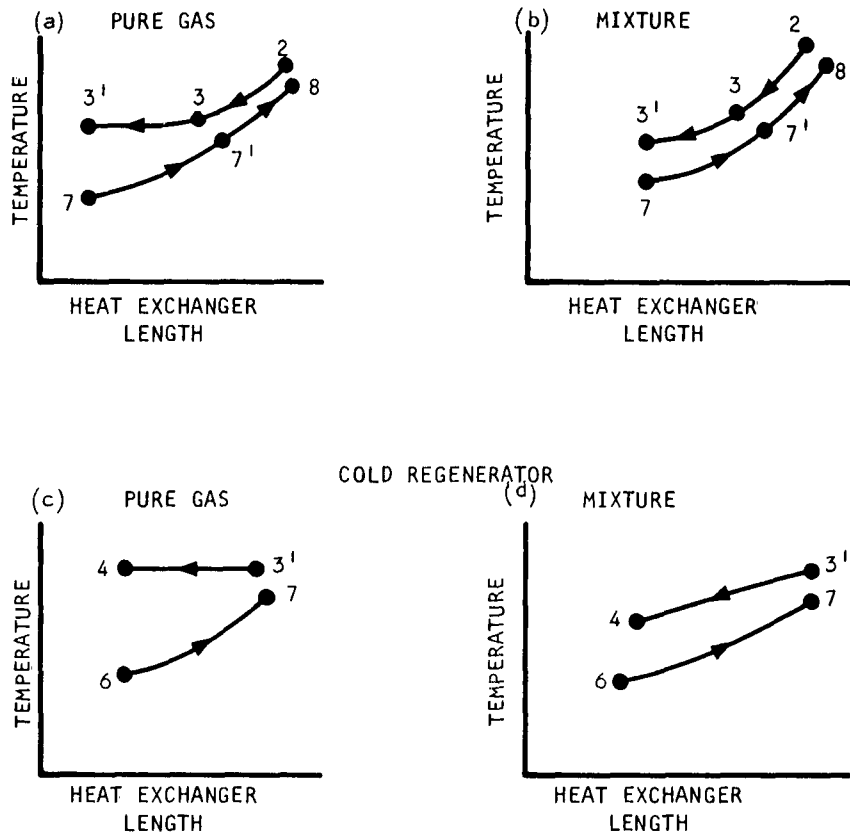 (a) PURE GAS
TEMPERATURE
3' 3 2 8 7' 7
HEAT EXCHANGER
LENGTH
(b) MIXTURE
TEMPERATURE
2 8 3 3' 7' 7
HEAT EXCHANGER
LENGTH
COLD REGENERATOR
(c) PURE GAS
TEMPERATURE
4 3' 7 6
HEAT EXCHANGER
LENGTH
(d) MIXTURE
TEMPERATURE
3' 7 4 6
HEAT EXCHANGER
LENGTH